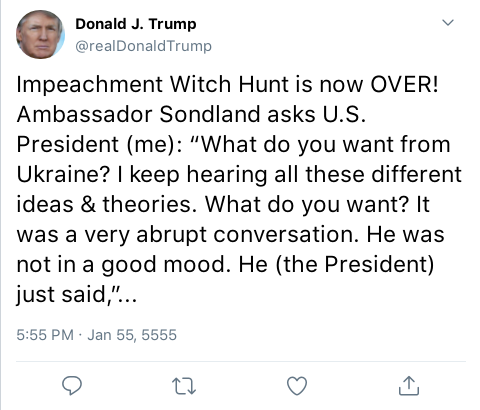 Donald J. Trump
@realDonaldTrump
Impeachment Witch Hunt is now OVER!
Ambassador Sondland asks U.S.
President (me): “What do you want from
Ukraine? I keep hearing all these different
ideas & theories. What do you want? It
was a very abrupt conversation. He was
not in a good mood. He (the President)
just said,”...
5:55 PM · Jan 55, 5555